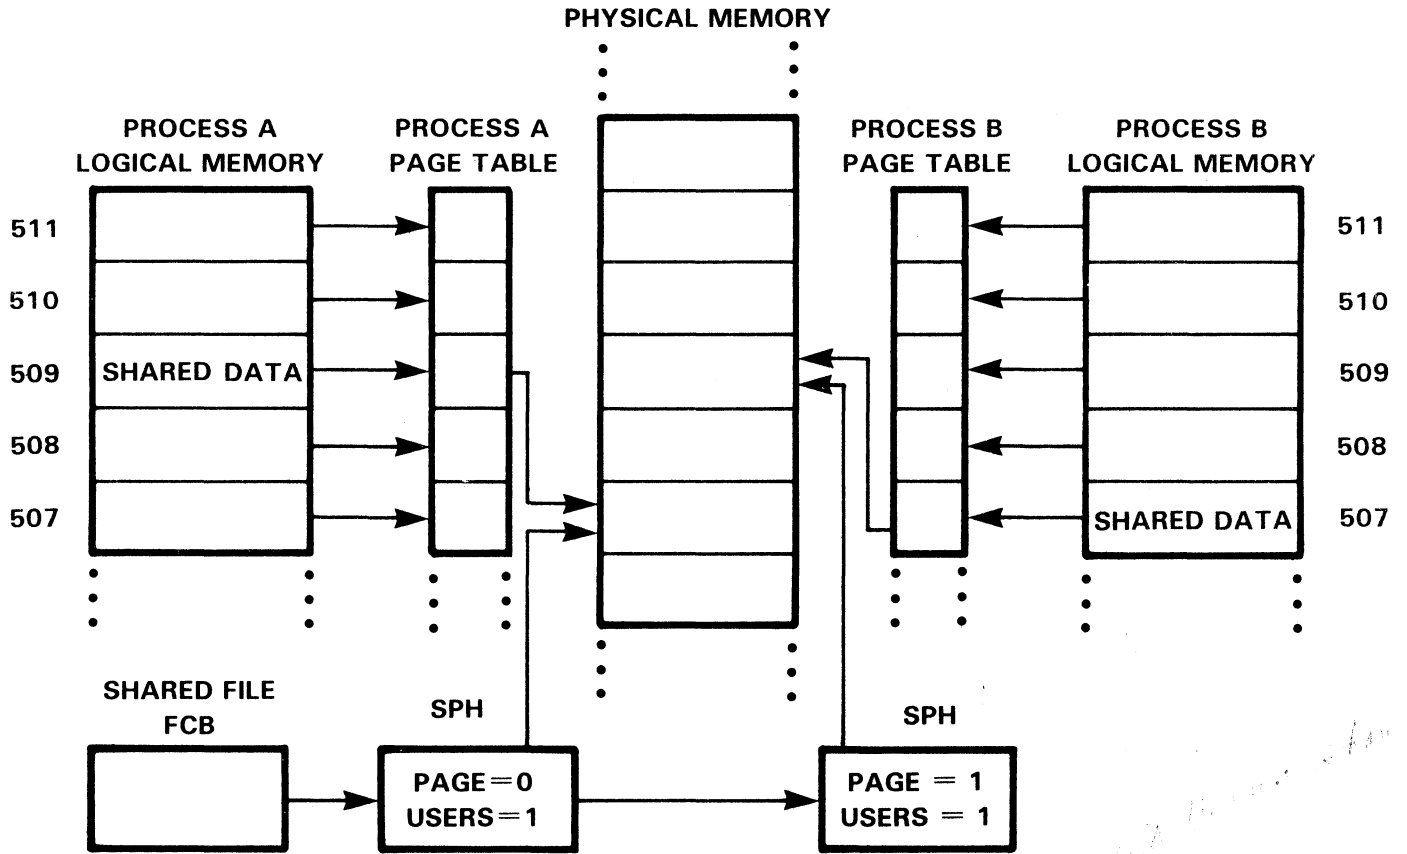 PHYSICAL MEMORY
PROCESS A
LOGICAL MEMORY
PROCESS A
PAGE TABLE
PROCESS B
PAGE TABLE
PROCESS B
LOGICAL MEMORY
511
511
510
510
509
SHARED DATA
509
508
508
507
SHARED DATA
507
SHARED FILE
FCB
SPH
SPH
PAGE=0
USERS=1
PAGE = 1
USERS = 1